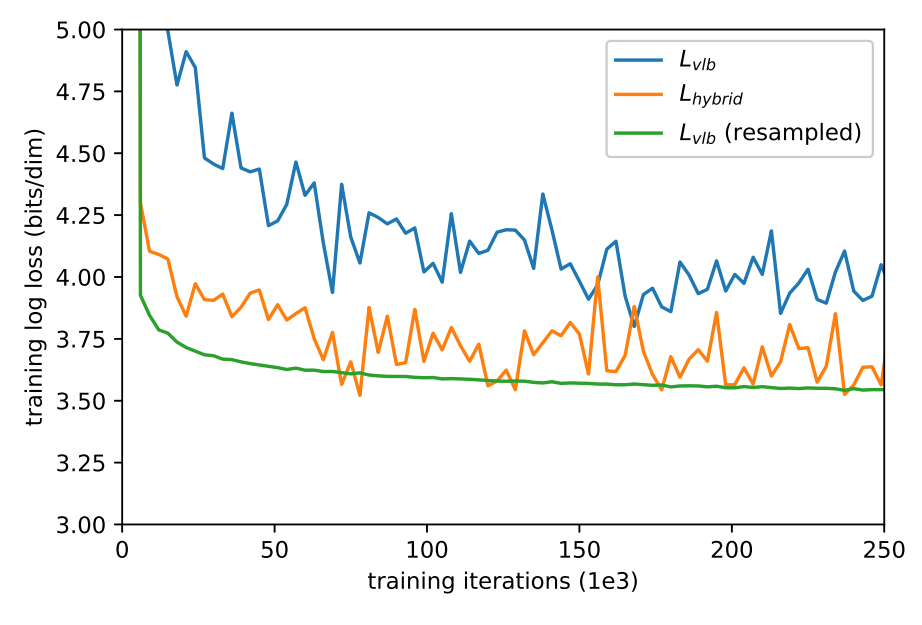 training log loss (bits/dim)
5.00
4.75
4.50
4.25
4.00
3.75
3.50
3.25
3.00
L_vlb
L_hybrid
L_vlb (resampled)
0 50 100 150 200 250
training iterations (1e3)